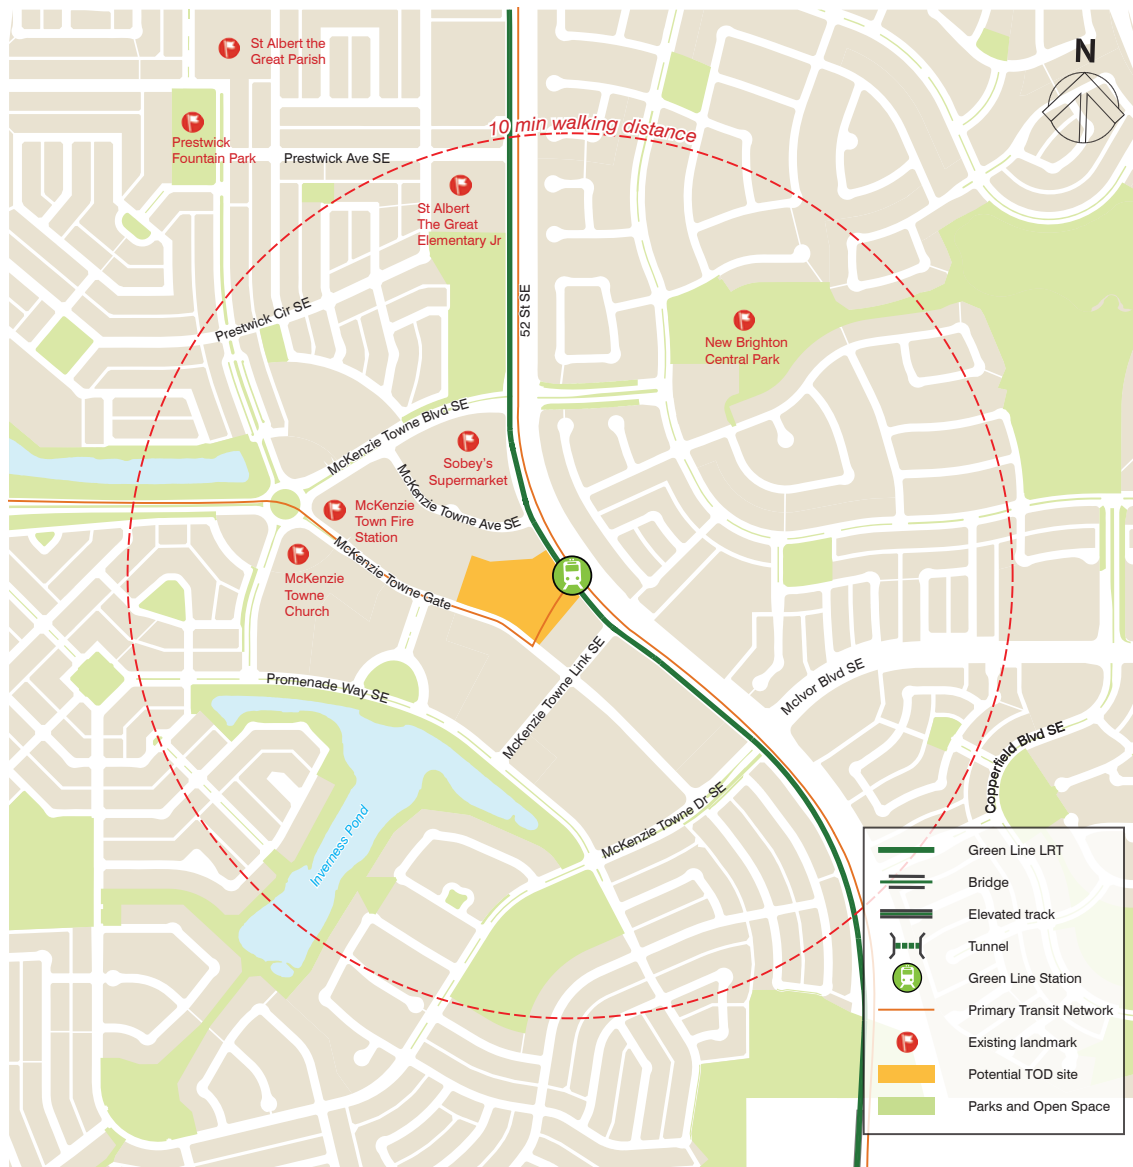 St Albert the
Great Parish
N
10 min walking distance
Prestwick
Fountain Park
Prestwick Ave SE
St Albert
The Great
Elementary Jr
52 St SE
Prestwick Cir SE
New Brighton
Central Park
McKenzie Towne Blvd SE
Sobey's
Supermarket
McKenzie Towne Ave SE
McKenzie
Town Fire
Station
McKenzie Towne Gate
McKenzie
Towne
Church
McKenzie Towne Link SE
Promenade Way SE
McIvor Blvd SE
Copperfield Blvd SE
McKenzie Towne Dr SE
Inverness Pond
Green Line LRT
Bridge
Elevated track
Tunnel
Green Line Station
Primary Transit Network
Existing landmark
Potential TOD site
Parks and Open Space